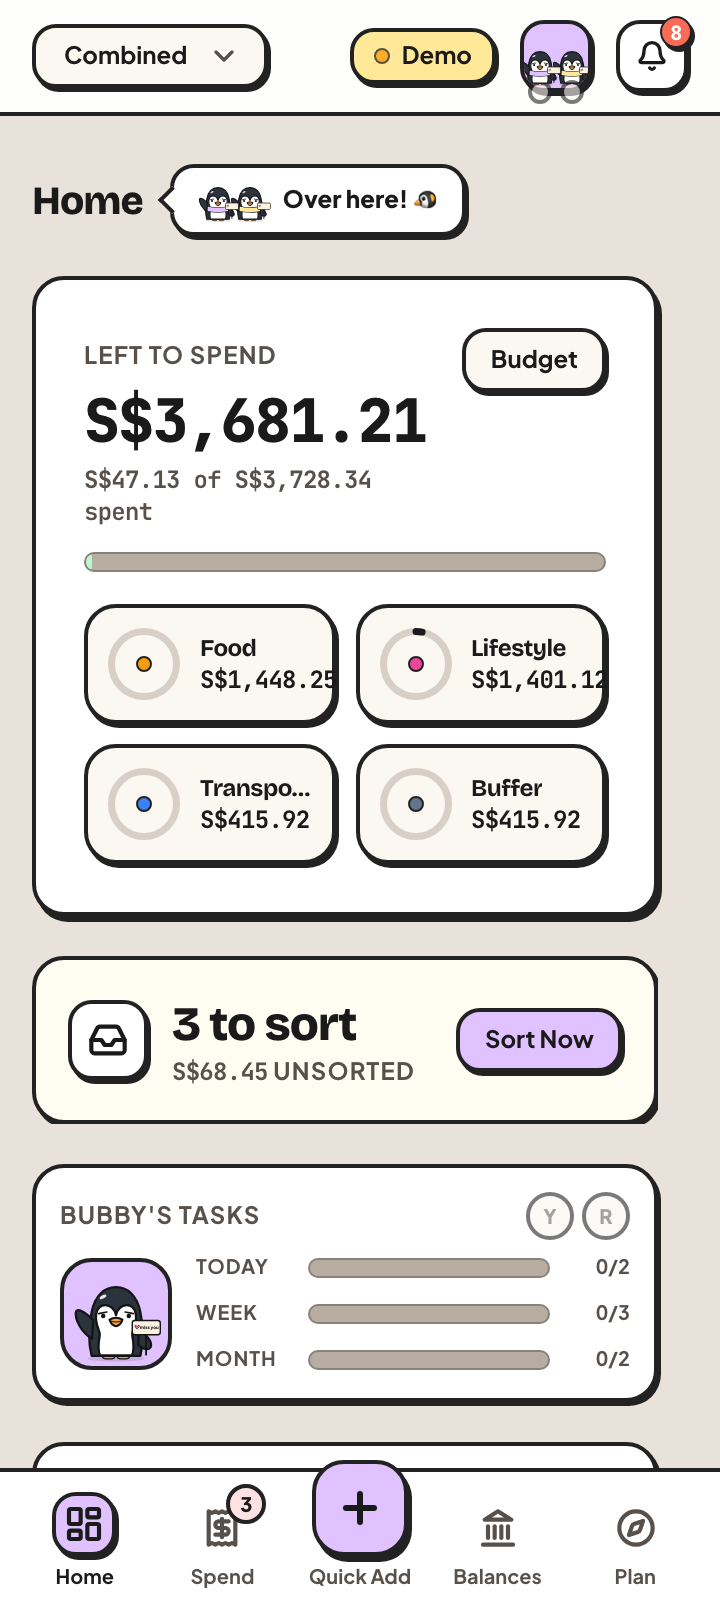 Combined
Demo
8
Home
Over here!
LEFT TO SPEND
Budget
S$3,681.21
S$47.13 of S$3,728.34
spent
Food
S$1,448.25
Lifestyle
S$1,401.12
Transpo...
S$415.92
Buffer
S$415.92
3 to sort
S$68.45 UNSORTED
Sort Now
BUBBY'S TASKS
Y
R
TODAY
0/2
WEEK
0/3
miss you
MONTH
0/2
3
Home
Spend
Quick Add
Balances
Plan